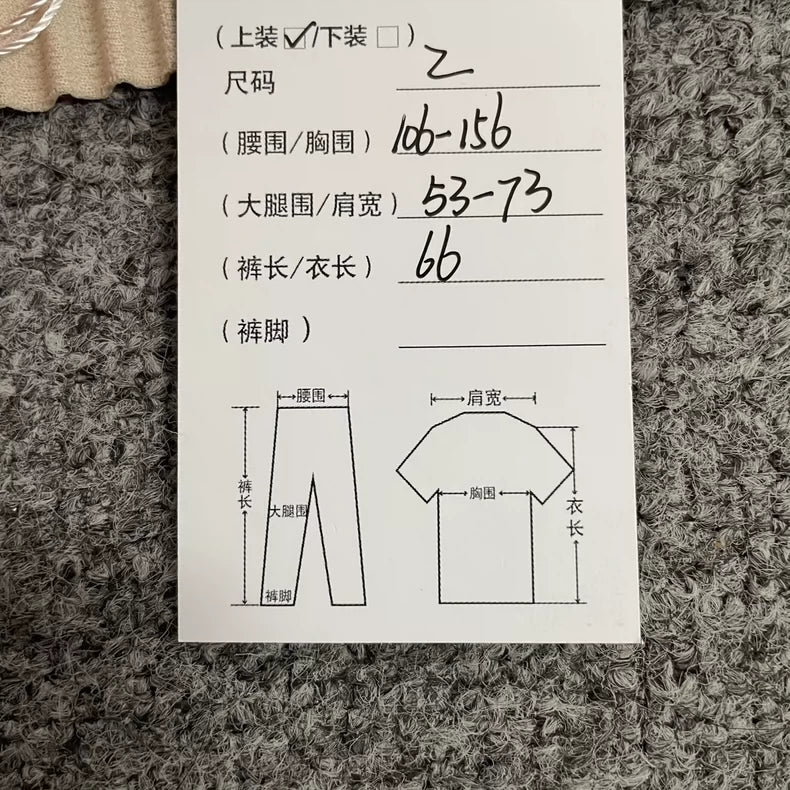 (上装☑/下装☐)
尺码 2
(腰围/胸围) 106-156
(大腿围/肩宽) 53-73
(裤长/衣长) 66
(裤脚)
腰围
肩宽
裤长
大腿围
胸围
衣长
裤脚